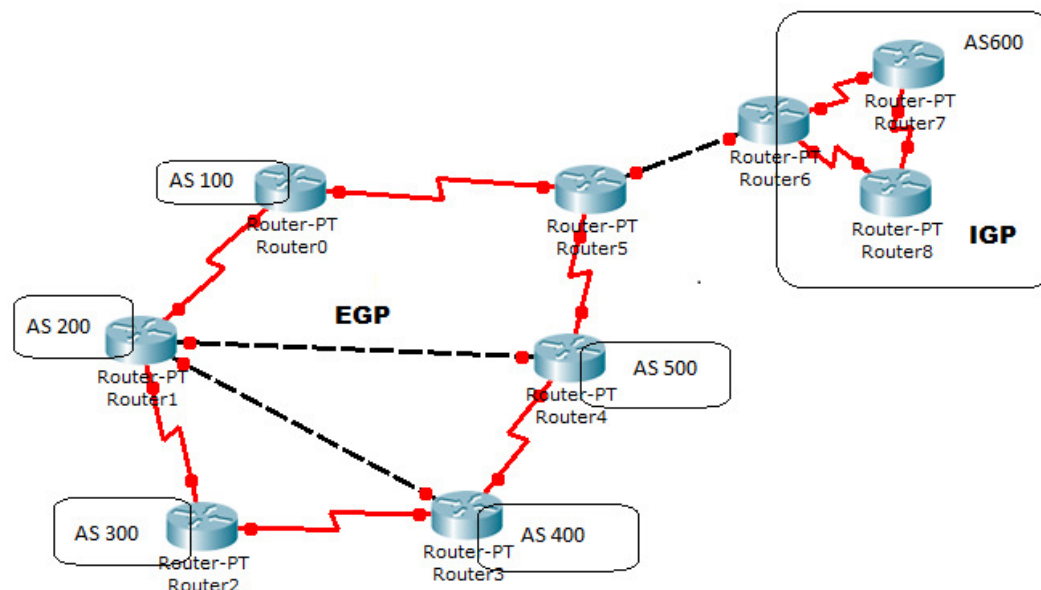 AS600
Router-PT
Router7
Router-PT
Router6
AS 100
Router-PT
Router0
Router-PT
Router5
Router-PT
Router8
IGP
EGP
AS 200
Router-PT
Router1
AS 500
Router-PT
Router4
AS 300
Router-PT
Router2
AS 400
Router-PT
Router3